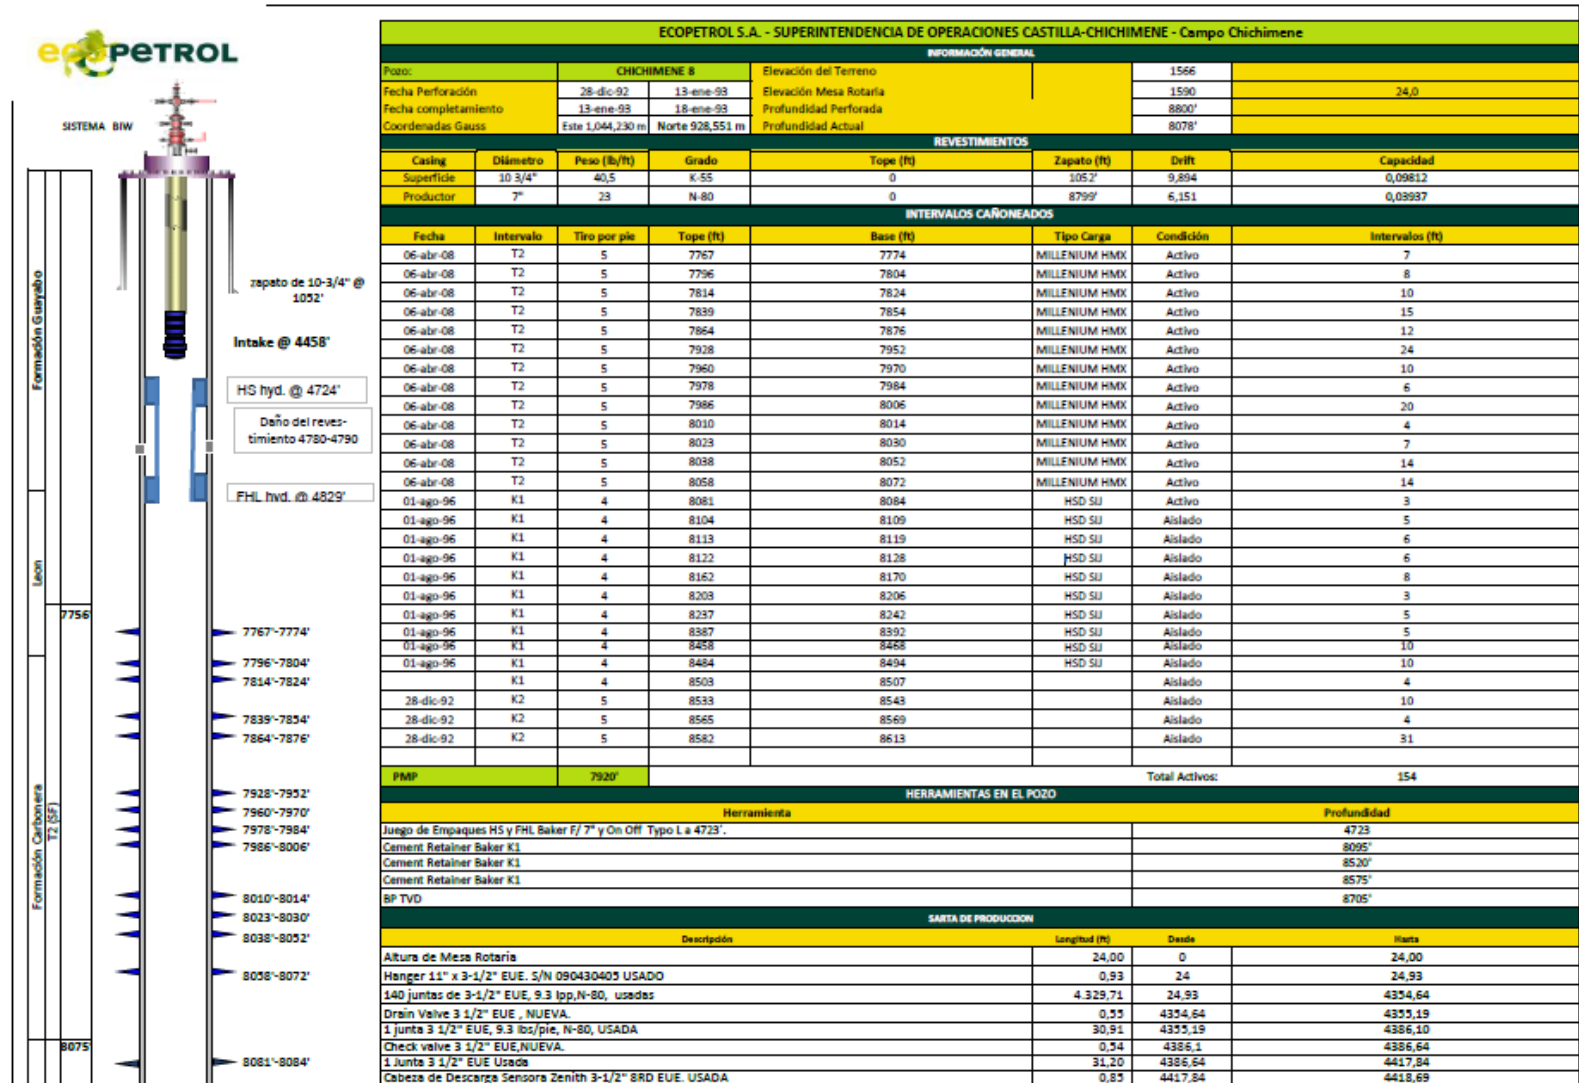 ecoPETROL
SISTEMA BIW
Formación Guayabo
Leon
Formación Carbonera
T2 (SF)
7756'
8075'
zapato de 10-3/4" @
1052'
Intake @ 4458'
HS hyd. @ 4724'
Daño del reves-
timiento 4780-4790
FHL hyd. @ 4829'
7767'-7774'
7796'-7804'
7814'-7824'
7839'-7854'
7864'-7876'
7928'-7952'
7960'-7970'
7978'-7984'
7986'-8006'
8010'-8014'
8023'-8030'
8038'-8052'
8058'-8072'
8081'-8084'
ECOPETROL S.A. - SUPERINTENDENCIA DE OPERACIONES CASTILLA-CHICHIMENE - Campo Chichimene
INFORMACIÓN GENERAL
Pozo: CHICHIMENE 8 Elevación del Terreno 1566
Fecha Perforación 28-dic-92 13-ene-93 Elevación Mesa Rotaria 1590 24,0
Fecha completamiento 13-ene-93 18-ene-93 Profundidad Perforada 8800'
Coordenadas Gauss Este 1,044,230 m Norte 928,551 m Profundidad Actual 8078'
REVESTIMIENTOS
Casing Diámetro Peso (lb/ft) Grado Tope (ft) Zapato (ft) Drift Capacidad
Superficie 10 3/4" 40,5 K-55 0 1052' 9,894 0,09812
Productor 7" 23 N-80 0 8799' 6,151 0,03937
INTERVALOS CAÑONEADOS
Fecha Intervalo Tiro por pie Tope (ft) Base (ft) Tipo Carga Condición Intervalos (ft)
06-abr-08 T2 5 7767 7774 MILLENIUM HMX Activo 7
06-abr-08 T2 5 7796 7804 MILLENIUM HMX Activo 8
06-abr-08 T2 5 7814 7824 MILLENIUM HMX Activo 10
06-abr-08 T2 5 7839 7854 MILLENIUM HMX Activo 15
06-abr-08 T2 5 7864 7876 MILLENIUM HMX Activo 12
06-abr-08 T2 5 7928 7952 MILLENIUM HMX Activo 24
06-abr-08 T2 5 7960 7970 MILLENIUM HMX Activo 10
06-abr-08 T2 5 7978 7984 MILLENIUM HMX Activo 6
06-abr-08 T2 5 7986 8006 MILLENIUM HMX Activo 20
06-abr-08 T2 5 8010 8014 MILLENIUM HMX Activo 4
06-abr-08 T2 5 8023 8030 MILLENIUM HMX Activo 7
06-abr-08 T2 5 8038 8052 MILLENIUM HMX Activo 14
06-abr-08 T2 5 8058 8072 MILLENIUM HMX Activo 14
01-ago-96 K1 4 8081 8084 HSD SIJ Activo 3
01-ago-96 K1 4 8104 8109 HSD SIJ Aislado 5
01-ago-96 K1 4 8113 8119 HSD SIJ Aislado 6
01-ago-96 K1 4 8122 8128 HSD SIJ Aislado 6
01-ago-96 K1 4 8162 8170 HSD SIJ Aislado 8
01-ago-96 K1 4 8203 8206 HSD SIJ Aislado 3
01-ago-96 K1 4 8237 8242 HSD SIJ Aislado 5
01-ago-96 K1 4 8387 8392 HSD SIJ Aislado 5
01-ago-96 K1 4 8458 8468 HSD SIJ Aislado 10
01-ago-96 K1 4 8484 8494 HSD SIJ Aislado 10
K1 4 8503 8507 Aislado 4
28-dic-92 K2 5 8533 8543 Aislado 10
28-dic-92 K2 5 8565 8569 Aislado 4
28-dic-92 K2 5 8582 8613 Aislado 31
PMP 7920' Total Activos: 154
HERRAMIENTAS EN EL POZO
Herramienta Profundidad
Juego de Empaques HS y FHL Baker F/ 7" y On Off Typo L a 4723'. 4723
Cement Retainer Baker K1 8095'
Cement Retainer Baker K1 8520'
Cement Retainer Baker K1 8575'
BP TVD 8705'
SARTA DE PRODUCCION
Descripción Longitud (ft) Desde Hasta
Altura de Mesa Rotaria 24,00 0 24,00
Hanger 11" x 3-1/2" EUE. S/N 090430405 USADO 0,93 24 24,93
140 juntas de 3-1/2" EUE, 9.3 lpp,N-80, usadas 4.329,71 24,93 4354,64
Drain Valve 3 1/2" EUE , NUEVA. 0,55 4354,64 4355,19
1 junta 3 1/2" EUE, 9.3 lbs/pie, N-80, USADA 30,91 4355,19 4386,10
Check valve 3 1/2" EUE,NUEVA. 0,54 4386,1 4386,64
1 Junta 3 1/2" EUE Usada 31,20 4386,64 4417,84
Cabeza de Descarga Sensora Zenith 3-1/2" 8RD EUE. USADA 0,85 4417,84 4418,69